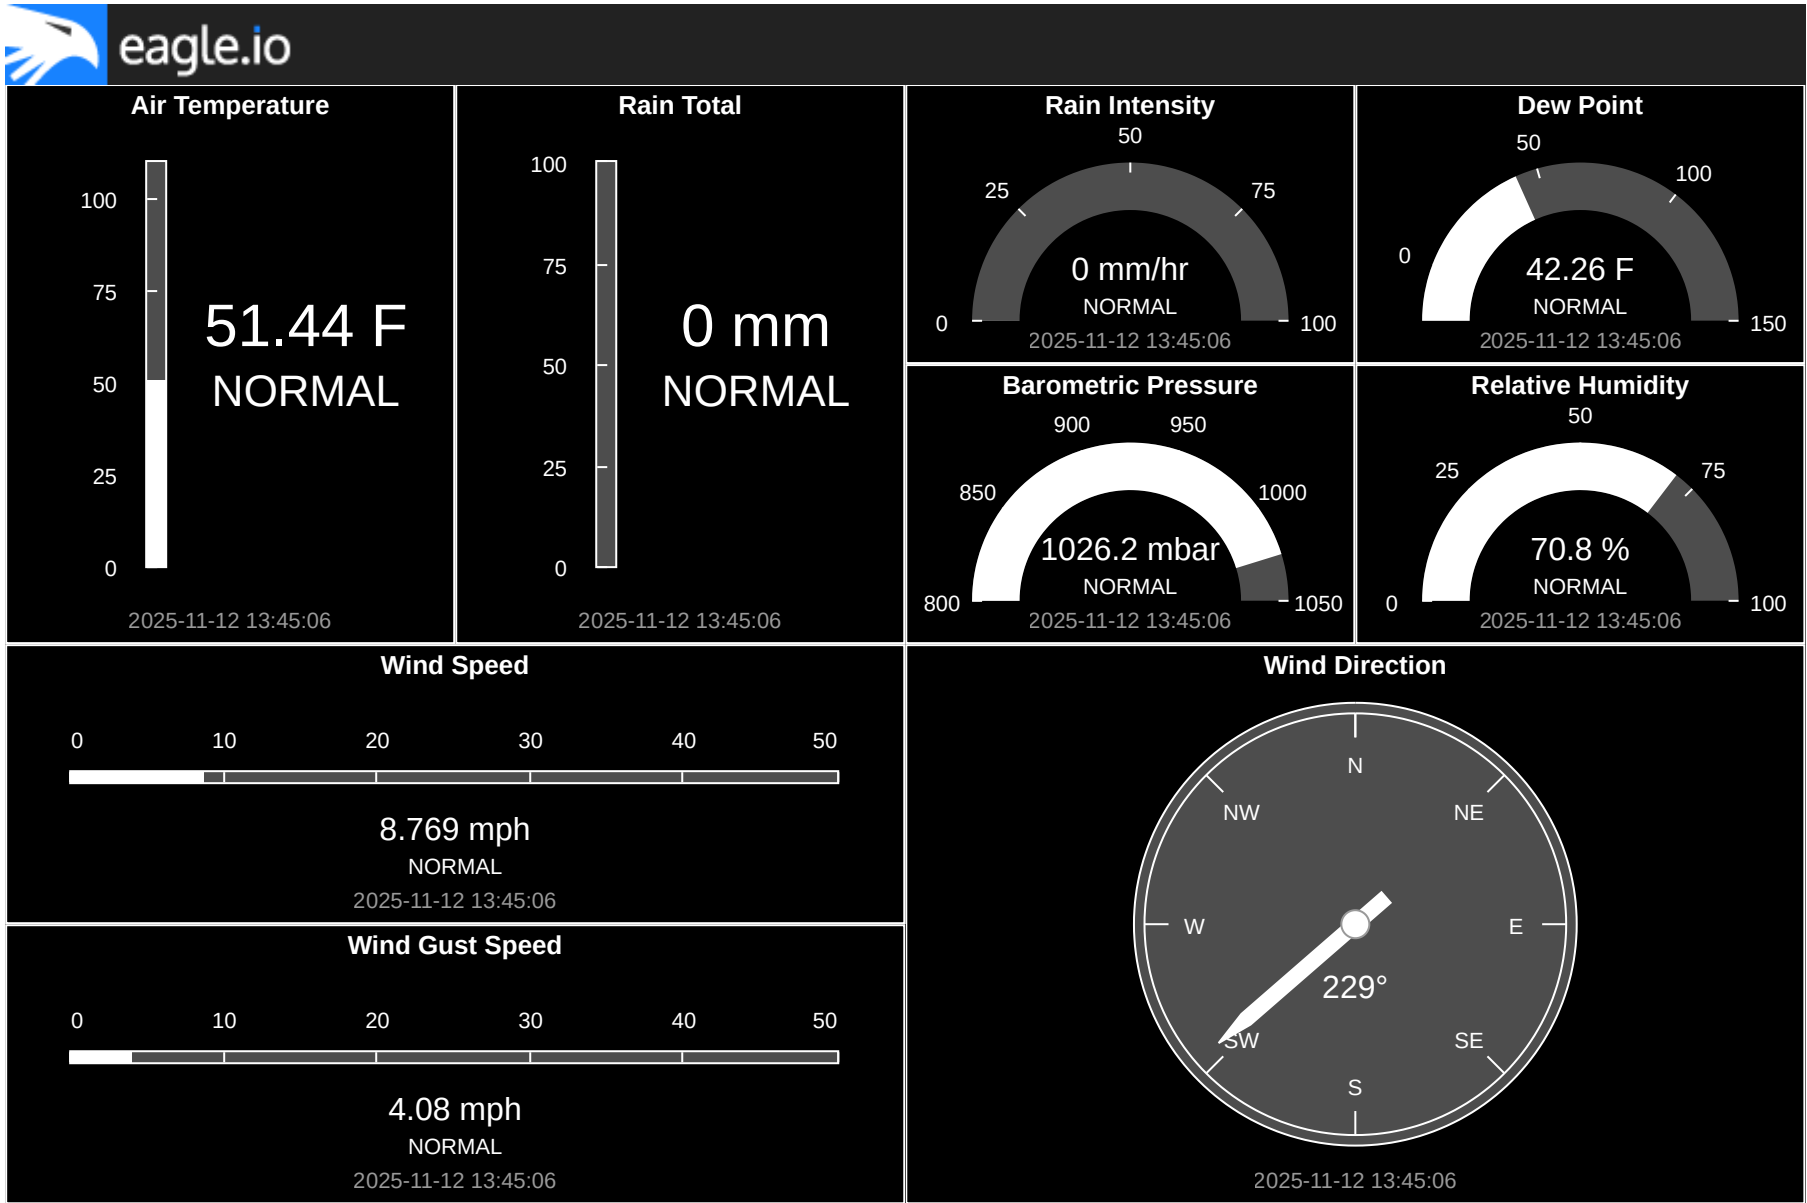 eagle.io
Air Temperature
100
75
50
25
0
51.44 F
NORMAL
2025-11-12 13:45:06
Rain Total
100
75
50
25
0
0 mm
NORMAL
2025-11-12 13:45:06
Rain Intensity
50
25
75
0
100
0 mm/hr
NORMAL
2025-11-12 13:45:06
Dew Point
50
100
0
150
42.26 F
NORMAL
2025-11-12 13:45:06
Barometric Pressure
900
950
850
1000
800
1050
1026.2 mbar
NORMAL
2025-11-12 13:45:06
Relative Humidity
50
25
75
0
100
70.8 %
NORMAL
2025-11-12 13:45:06
Wind Speed
0 10 20 30 40 50
8.769 mph
NORMAL
2025-11-12 13:45:06
Wind Gust Speed
0 10 20 30 40 50
4.08 mph
NORMAL
2025-11-12 13:45:06
Wind Direction
N
NW
NE
W
E
229°
SW
SE
S
2025-11-12 13:45:06